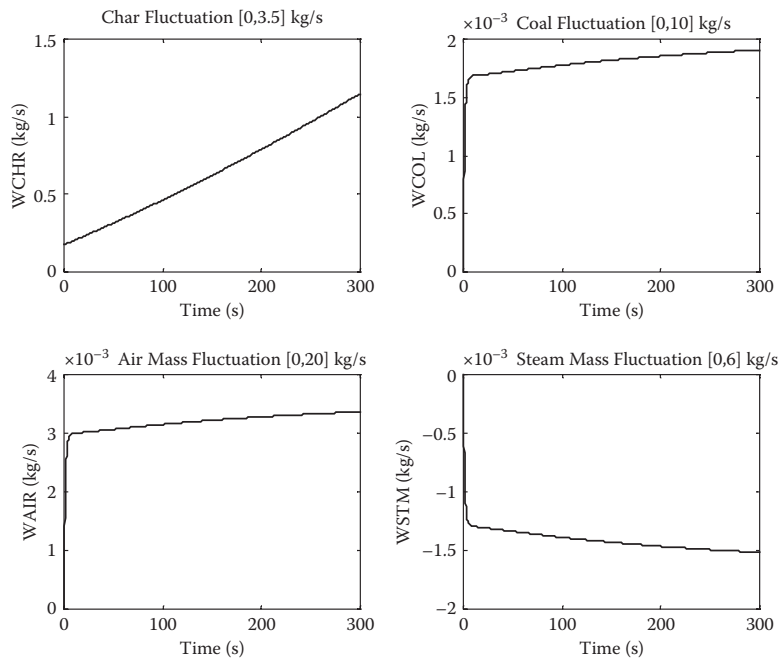 Char Fluctuation [0,3.5] kg/s
1.5
1
0.5
0
WCHR (kg/s)
0 100 200 300
Time (s)
×10−3 Coal Fluctuation [0,10] kg/s
2
1.5
1
0.5
0
WCOL (kg/s)
0 100 200 300
Time (s)
×10−3 Air Mass Fluctuation [0,20] kg/s
4
3
2
1
0
WAIR (kg/s)
0 100 200 300
Time (s)
×10−3 Steam Mass Fluctuation [0,6] kg/s
0
−0.5
−1
−1.5
−2
WSTM (kg/s)
0 100 200 300
Time (s)